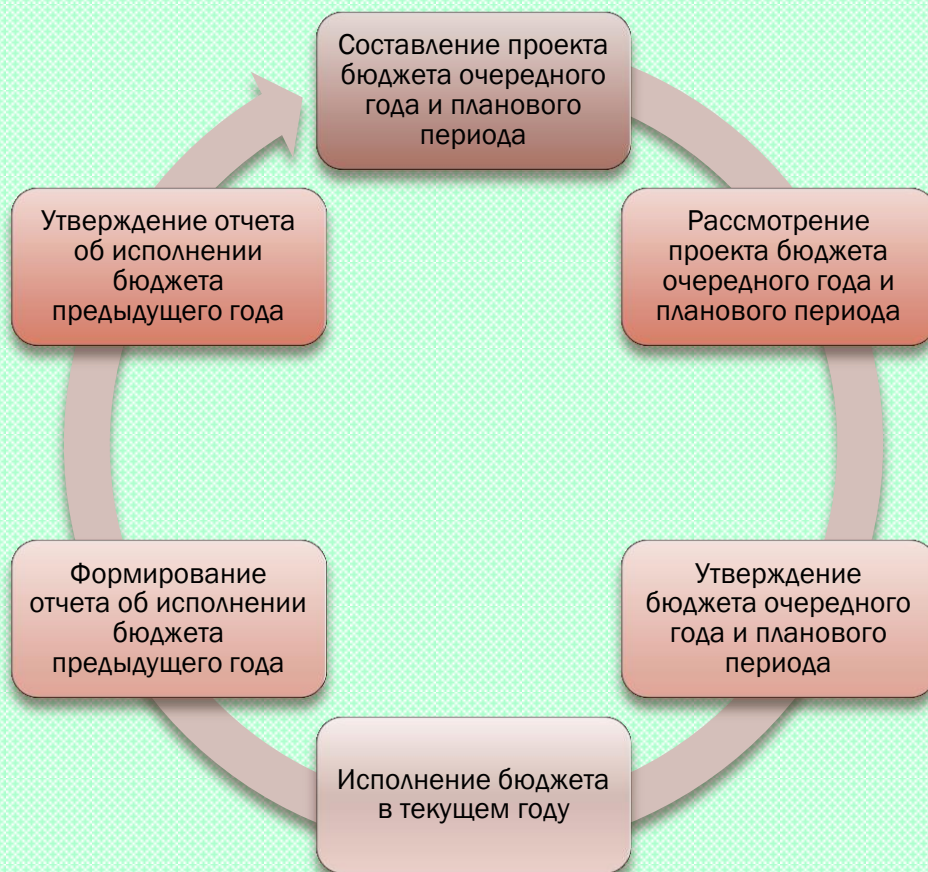 Составление проекта
бюджета очередного
года и планового
периода
Рассмотрение
проекта бюджета
очередного года и
планового периода
Утверждение
бюджета очередного
года и планового
периода
Исполнение бюджета
в текущем году
Формирование
отчета об исполнении
бюджета
предыдущего года
Утверждение отчета
об исполнении
бюджета
предыдущего года